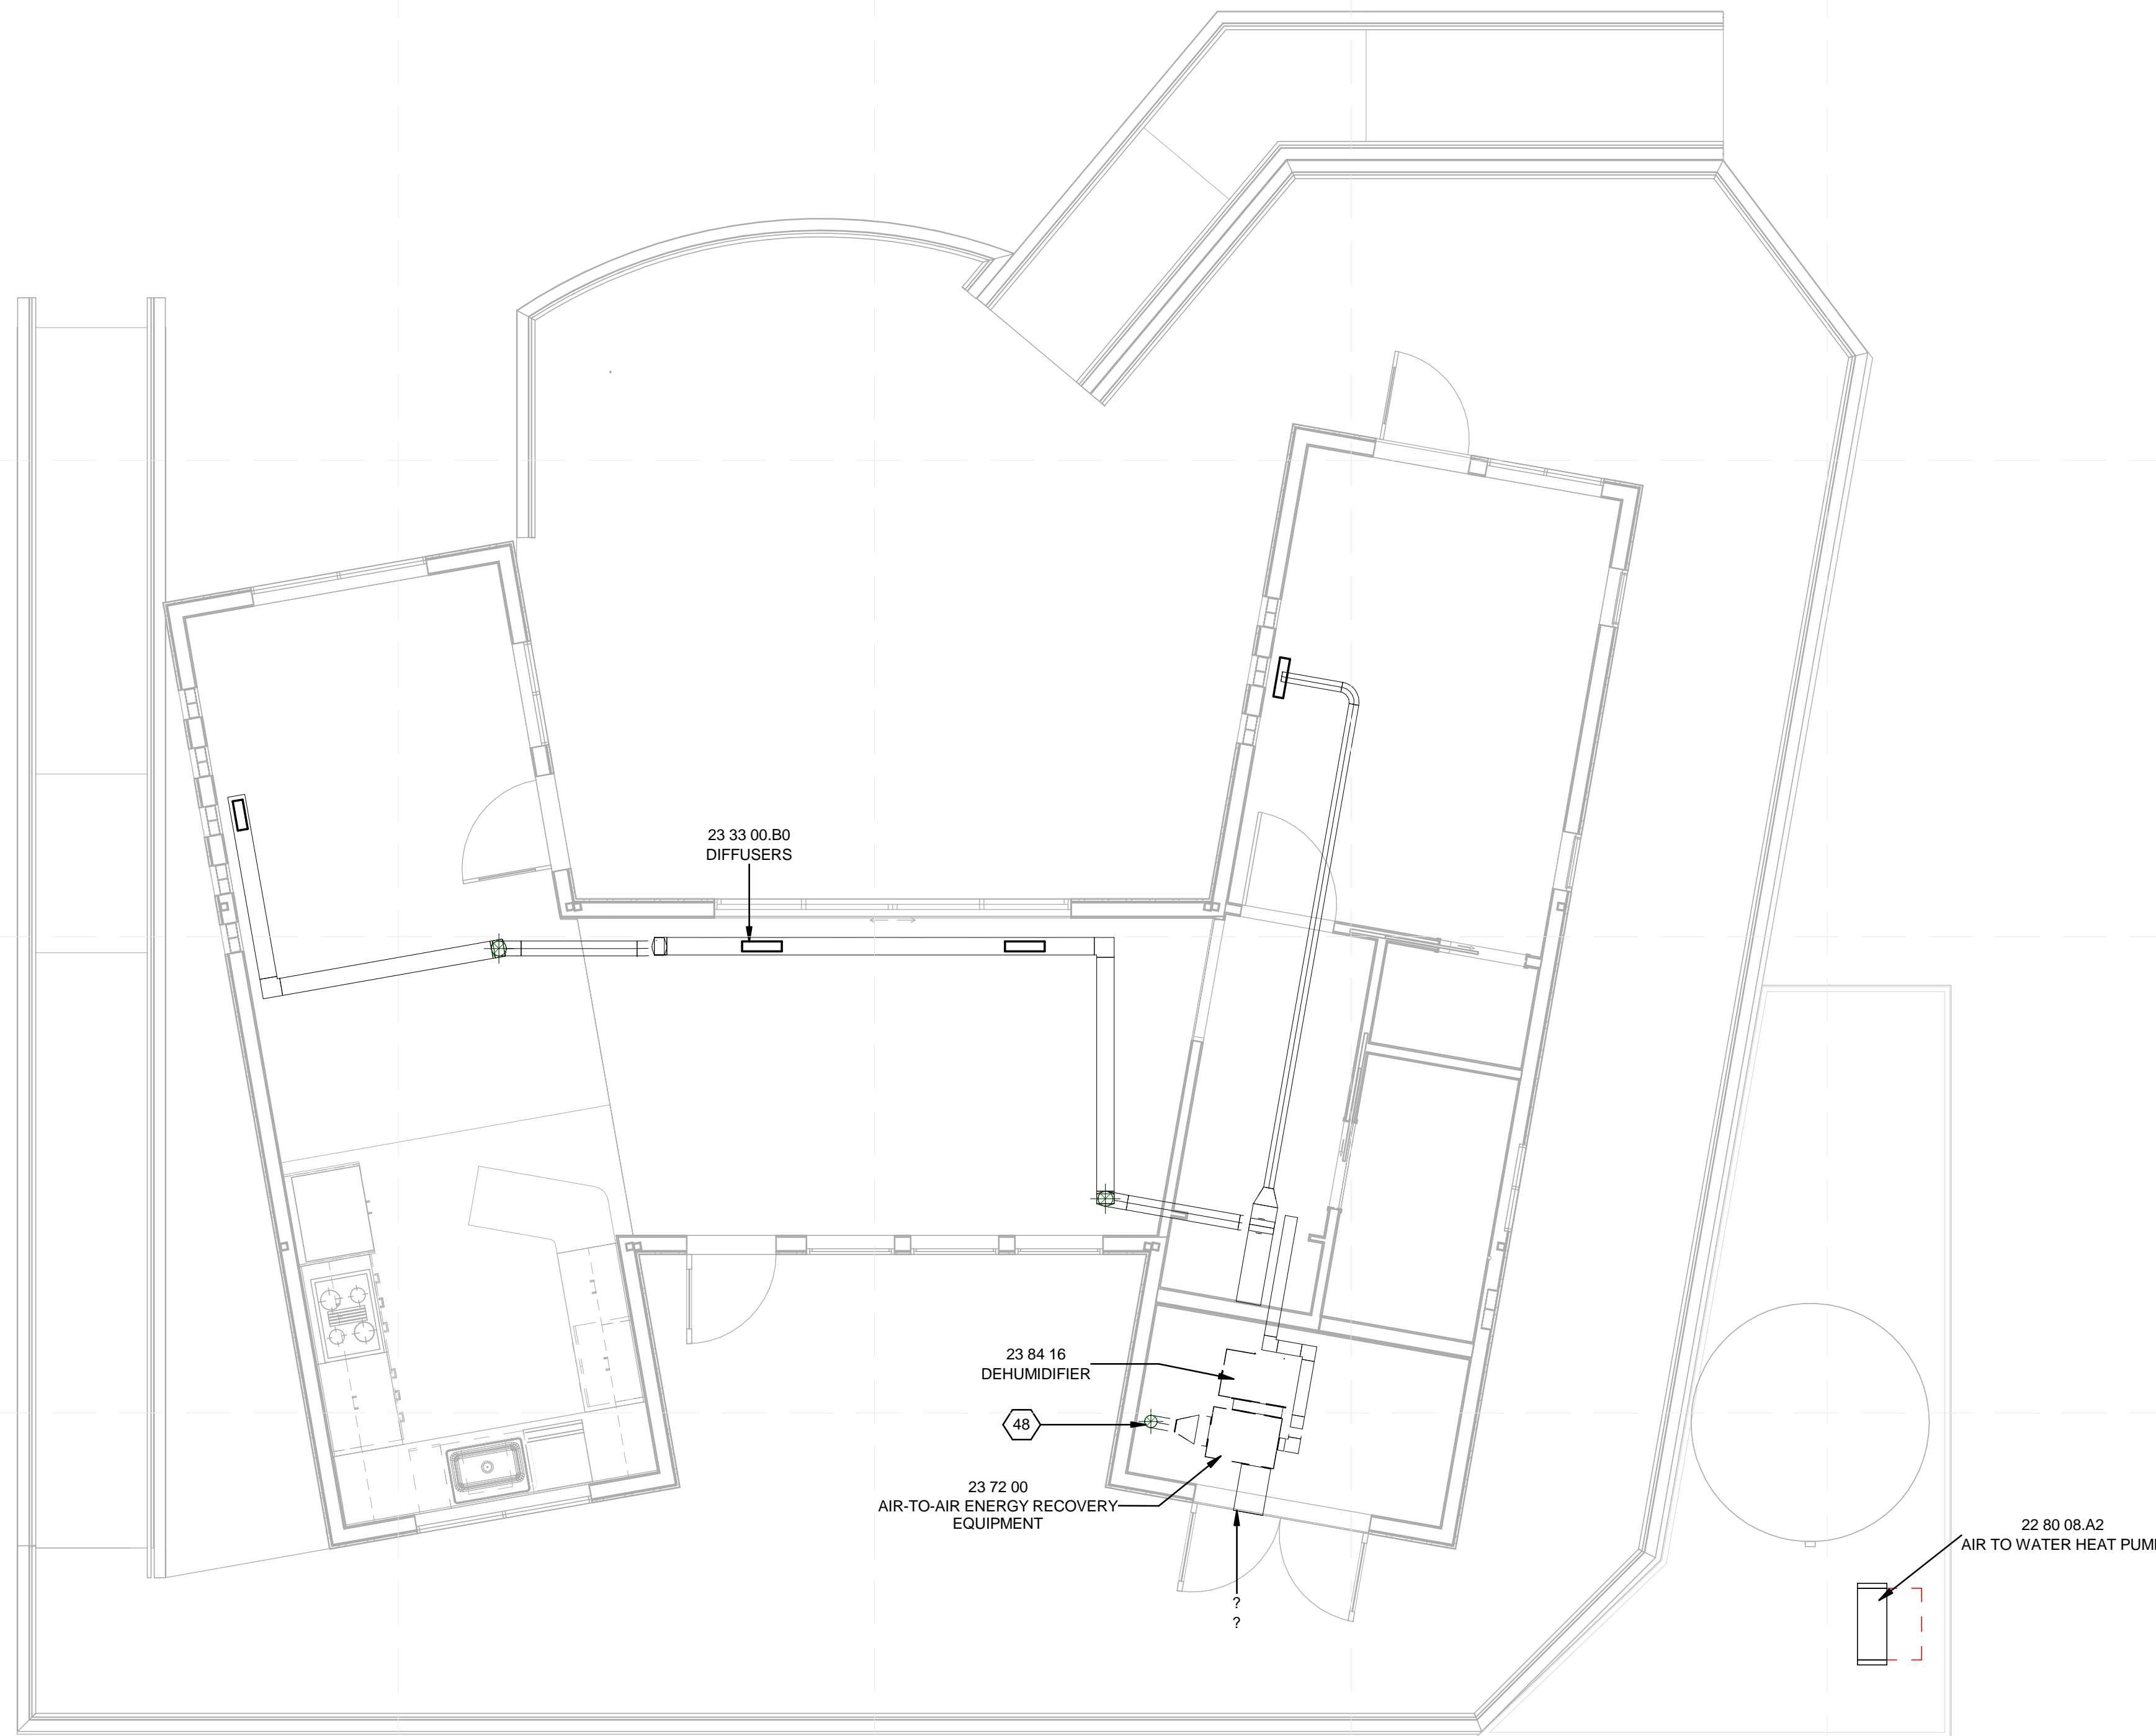 23 33 00.B0
DIFFUSERS
23 84 16
DEHUMIDIFIER
48
23 72 00
AIR-TO-AIR ENERGY RECOVERY
EQUIPMENT
?
?
22 80 08.A2
AIR TO WATER HEAT PUM